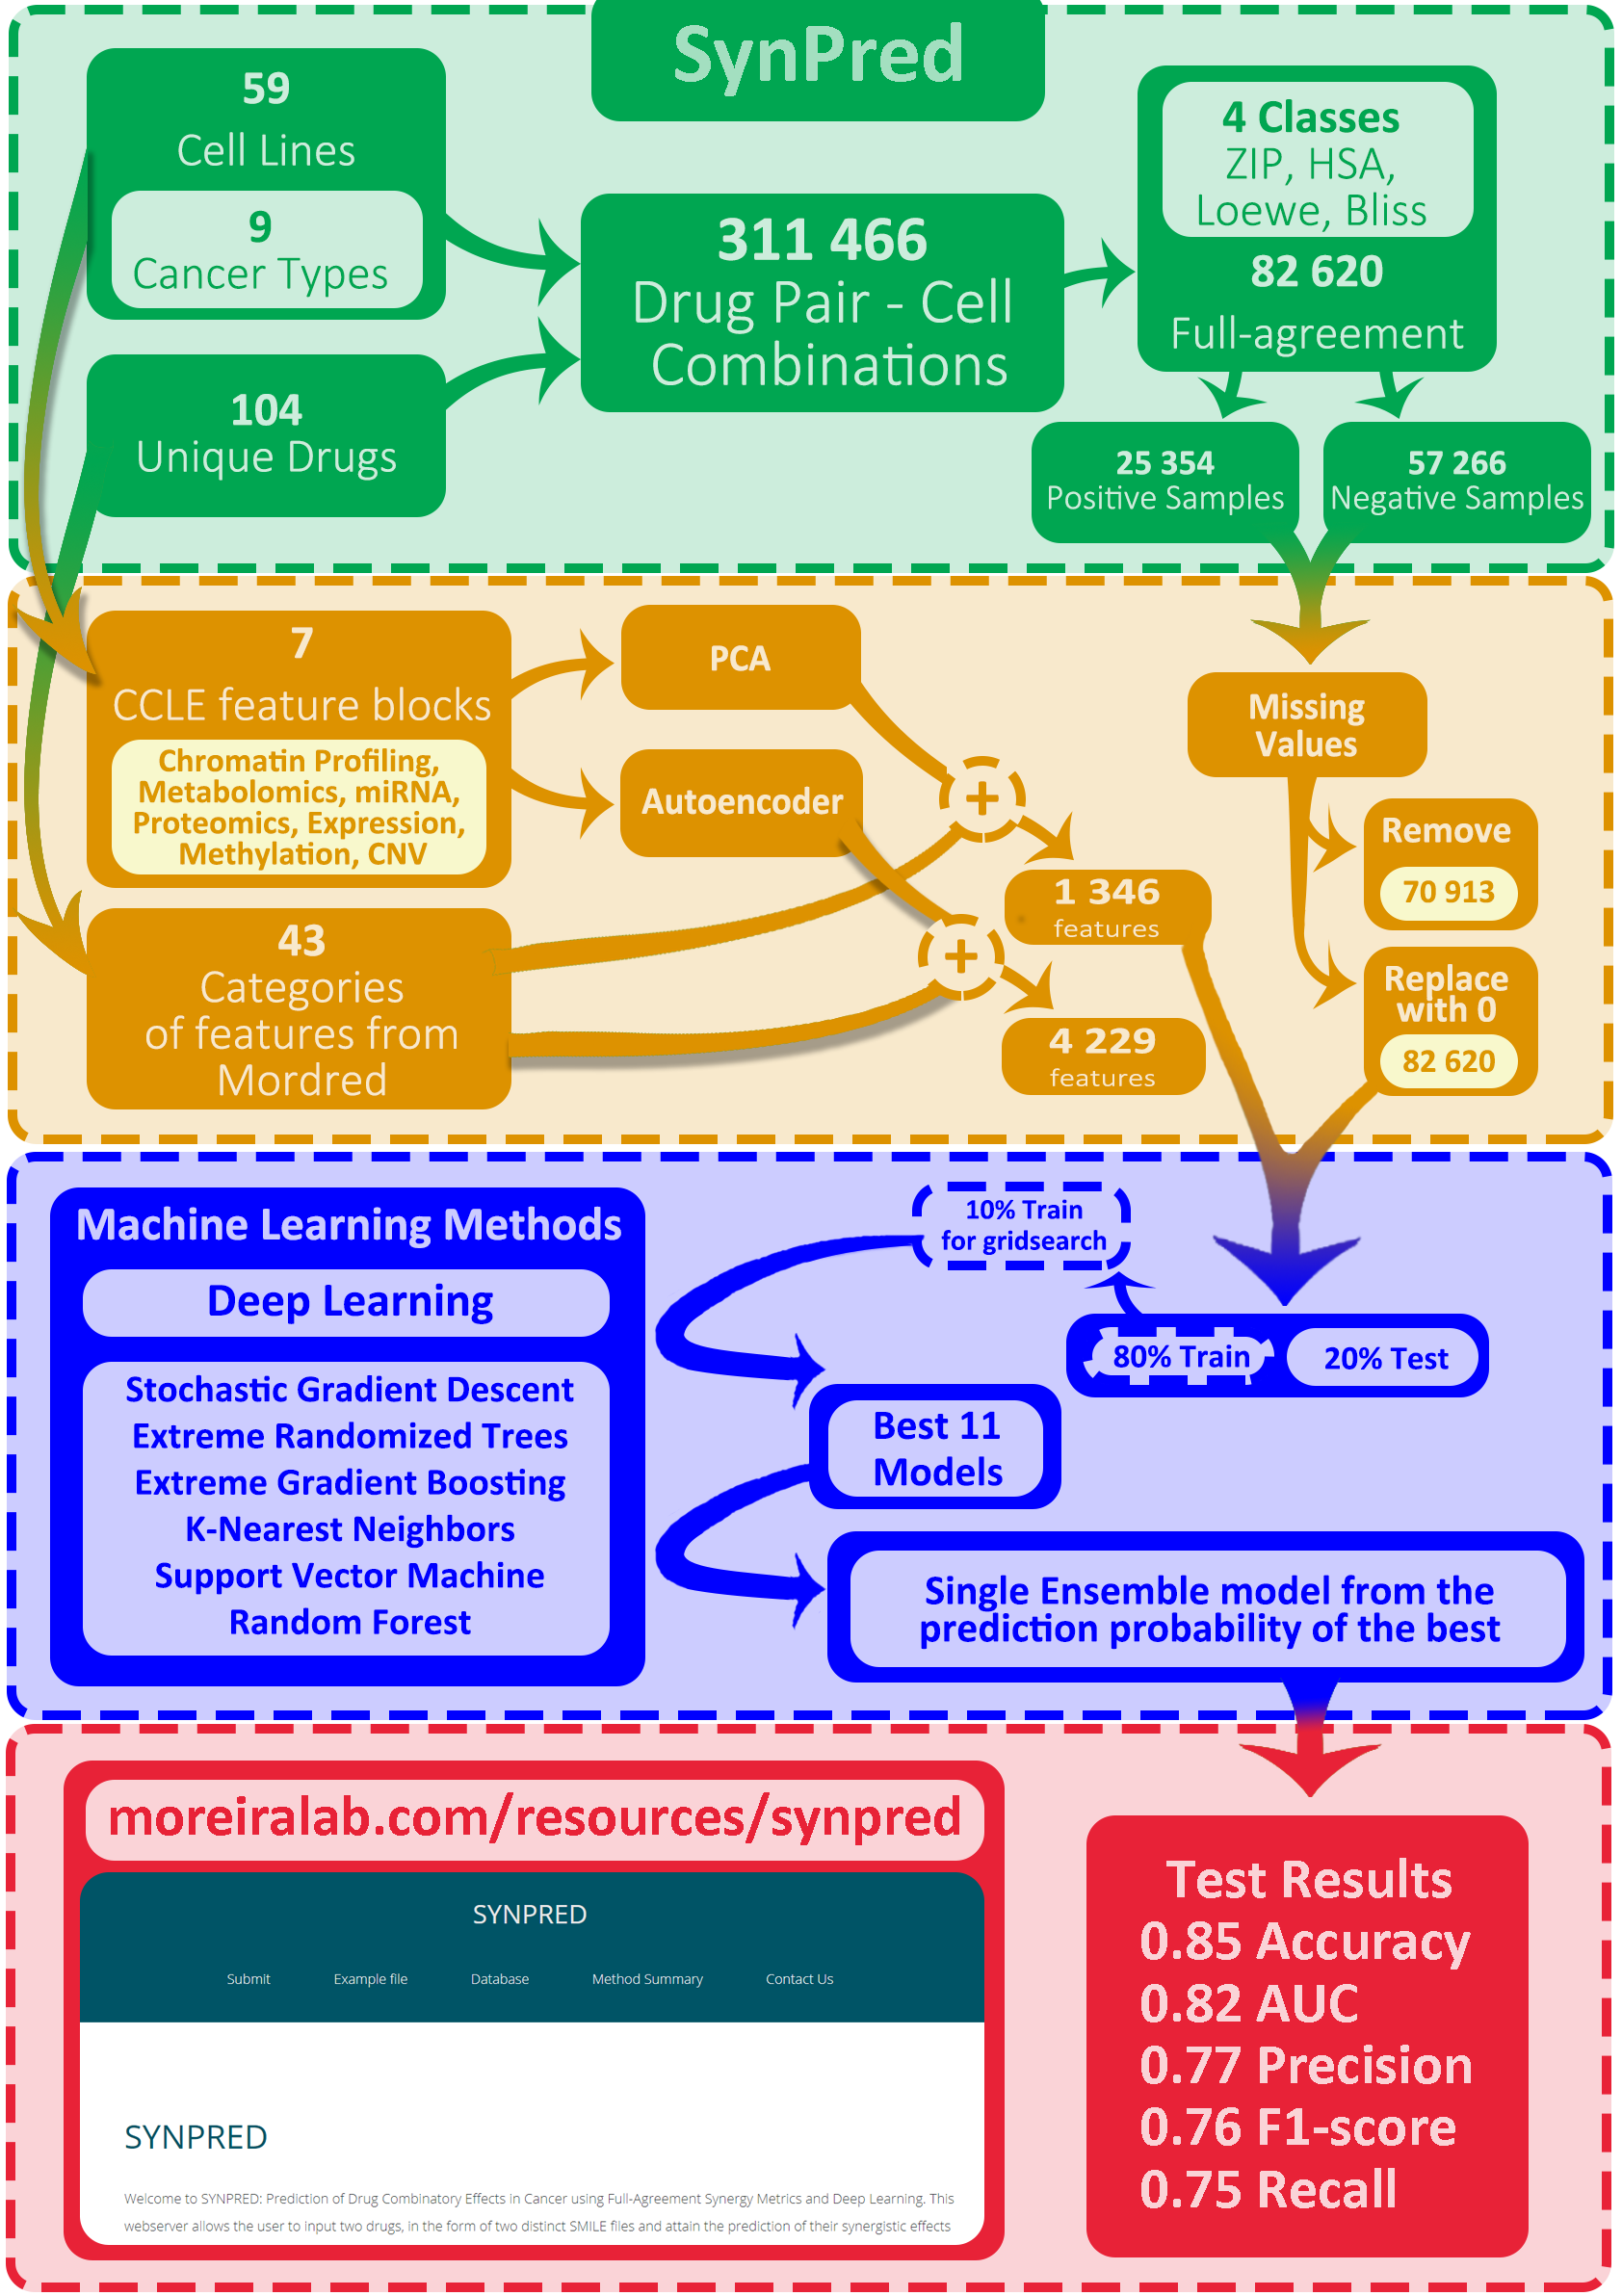 SynPred
59
Cell Lines
9
Cancer Types
104
Unique Drugs
311 466
Drug Pair - Cell
Combinations
4 Classes
ZIP, HSA,
Loewe, Bliss
82 620
Full-agreement
25 354
Positive Samples
57 266
Negative Samples
7
CCLE feature blocks
Chromatin Profiling,
Metabolomics, miRNA,
Proteomics, Expression,
Methylation, CNV
43
Categories
of features from
Mordred
PCA
Autoencoder
+
+
1 346
features
4 229
features
Missing
Values
Remove
70 913
Replace
with 0
82 620
Machine Learning Methods
Deep Learning
Stochastic Gradient Descent
Extreme Randomized Trees
Extreme Gradient Boosting
K-Nearest Neighbors
Support Vector Machine
Random Forest
10% Train
for gridsearch
80% Train
20% Test
Best 11
Models
Single Ensemble model from the
prediction probability of the best
moreiralab.com/resources/synpred
SYNPRED
Submit Example file Database Method Summary Contact Us
SYNPRED
Welcome to SYNPRED: Prediction of Drug Combinatory Effects in Cancer using Full-Agreement Synergy Metrics and Deep Learning. This
webserver allows the user to input two drugs, in the form of two distinct SMILE files and attain the prediction of their synergistic effects
Test Results
0.85 Accuracy
0.82 AUC
0.77 Precision
0.76 F1-score
0.75 Recall